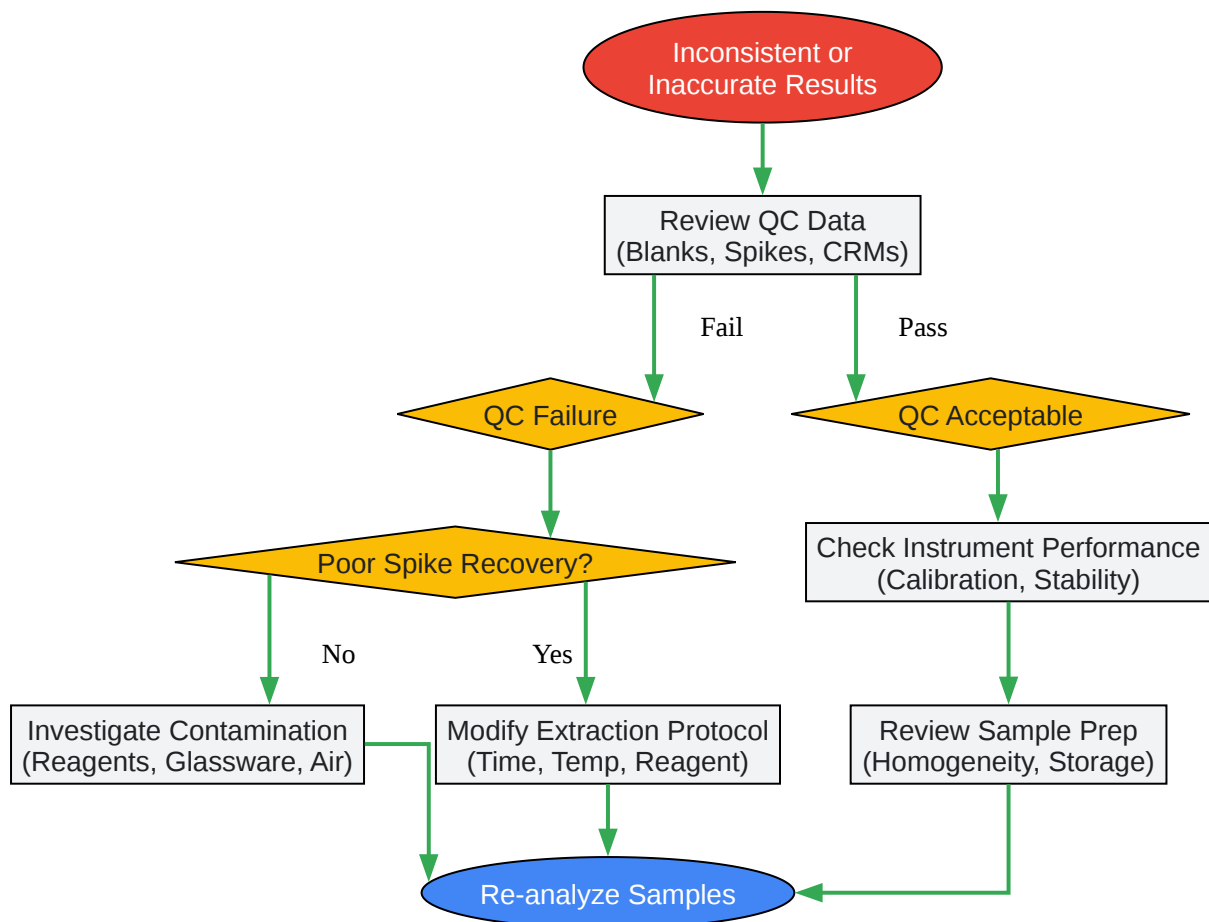 Inconsistent or
Inaccurate Results
Review QC Data
(Blanks, Spikes, CRMs)
Fail
Pass
QC Failure
QC Acceptable
Poor Spike Recovery?
Check Instrument Performance
(Calibration, Stability)
No
Yes
Investigate Contamination
(Reagents, Glassware, Air)
Modify Extraction Protocol
(Time, Temp, Reagent)
Review Sample Prep
(Homogeneity, Storage)
Re-analyze Samples